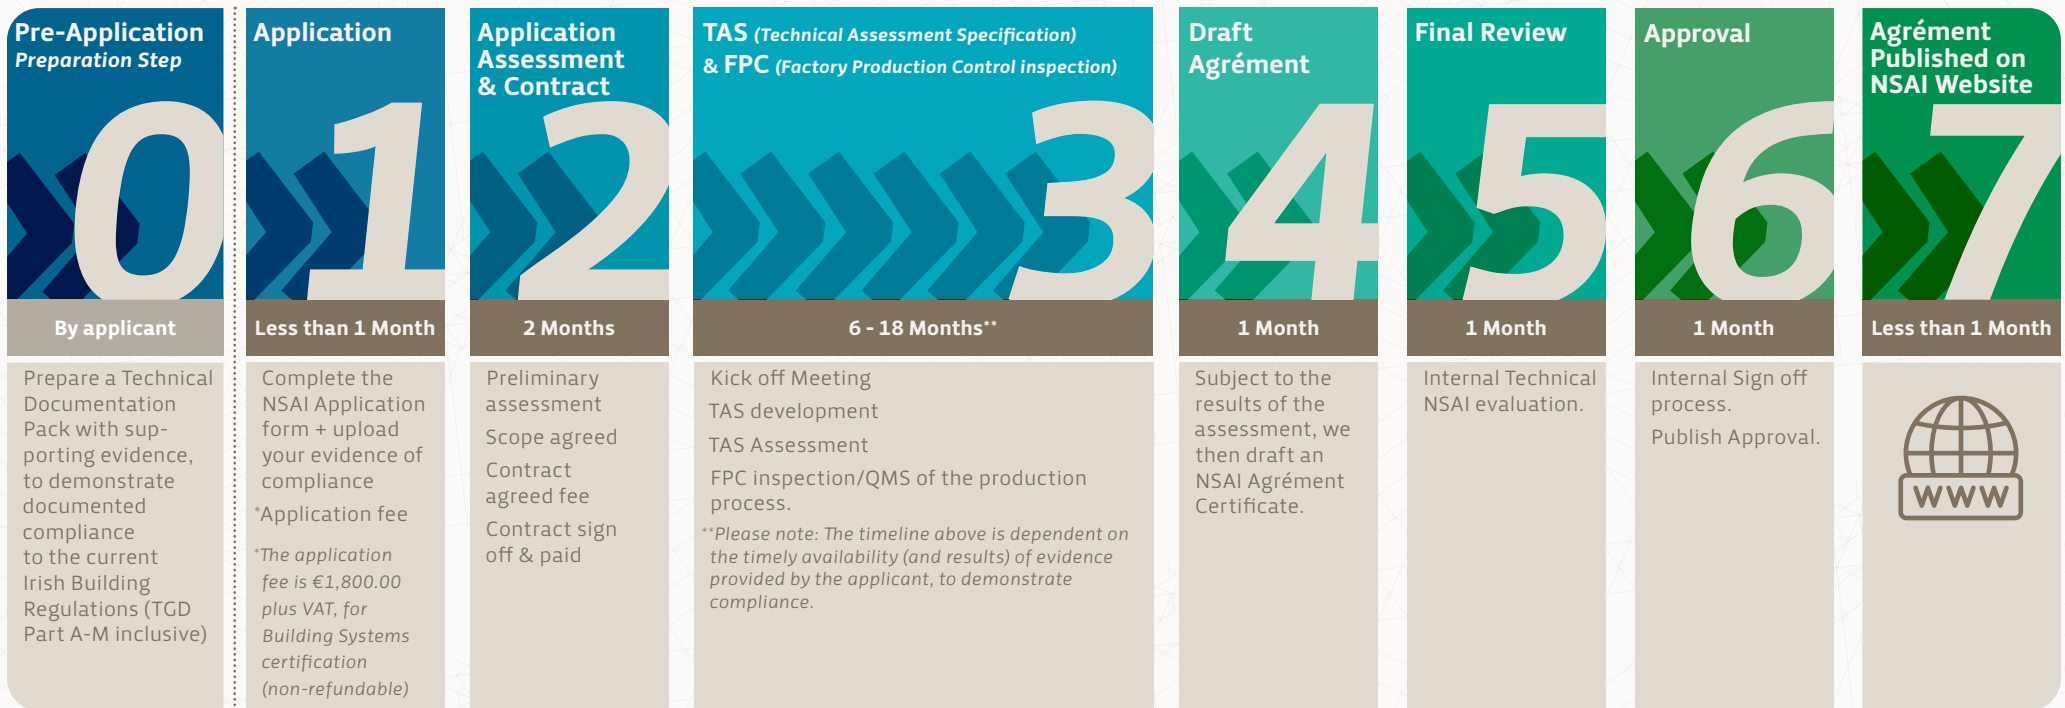 Pre-Application
Preparation Step
0
By applicant
Prepare a Technical
Documentation
Pack with sup-
porting evidence,
to demonstrate
documented
compliance
to the current
Irish Building
Regulations (TGD
Part A-M inclusive)
Application
1
Less than 1 Month
Complete the
NSAI Application
form + upload
your evidence of
compliance
*Application fee
*The application
fee is €1,800.00
plus VAT, for
Building Systems
certification
(non-refundable)
Application
Assessment
& Contract
2
2 Months
Preliminary
assessment
Scope agreed
Contract
agreed fee
Contract sign
off & paid
TAS (Technical Assessment Specification)
& FPC (Factory Production Control inspection)
3
6 - 18 Months**
Kick off Meeting
TAS development
TAS Assessment
FPC inspection/QMS of the production
process.
**Please note: The timeline above is dependent on
the timely availability (and results) of evidence
provided by the applicant, to demonstrate
compliance.
Draft
Agrément
4
1 Month
Subject to the
results of the
assessment, we
then draft an
NSAI Agrément
Certificate.
Final Review
5
1 Month
Internal Technical
NSAI evaluation.
Approval
6
1 Month
Internal Sign off
process.
Publish Approval.
Agrément
Published on
NSAI Website
7
Less than 1 Month
WWW